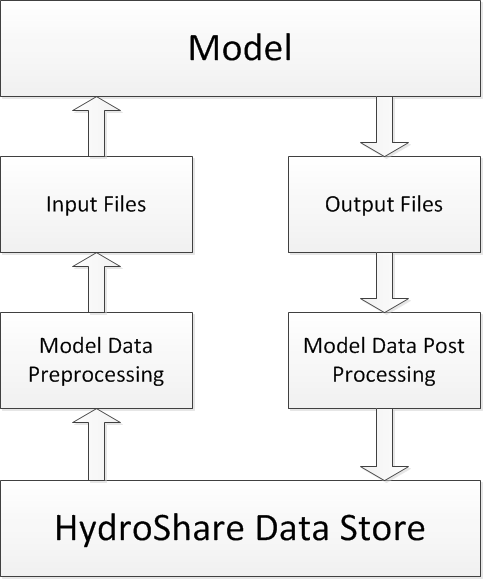 Model
Input Files
Output Files
Model Data
Preprocessing
Model Data Post
Processing
HydroShare Data Store